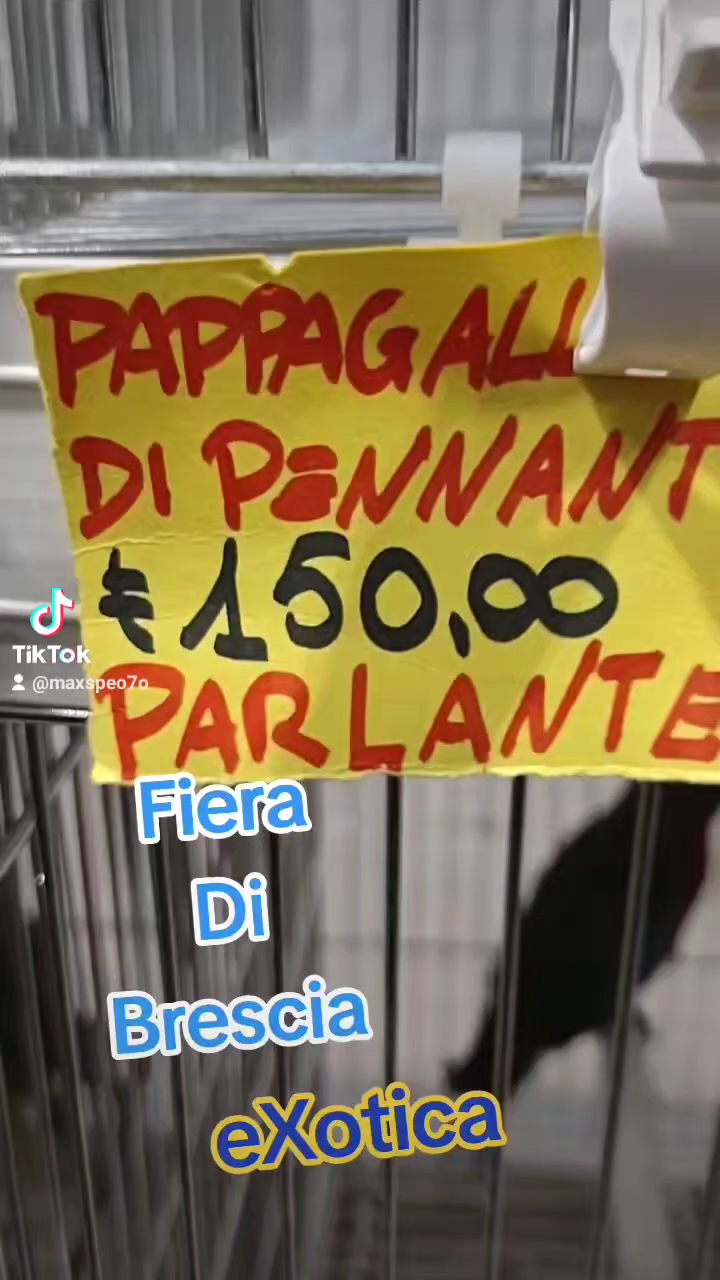 PAPPAGALL
DI PENNANT
€ 150,00
PARLANTE
TikTok
@maxspeo7o
Fiera
Di
Brescia
eXotica